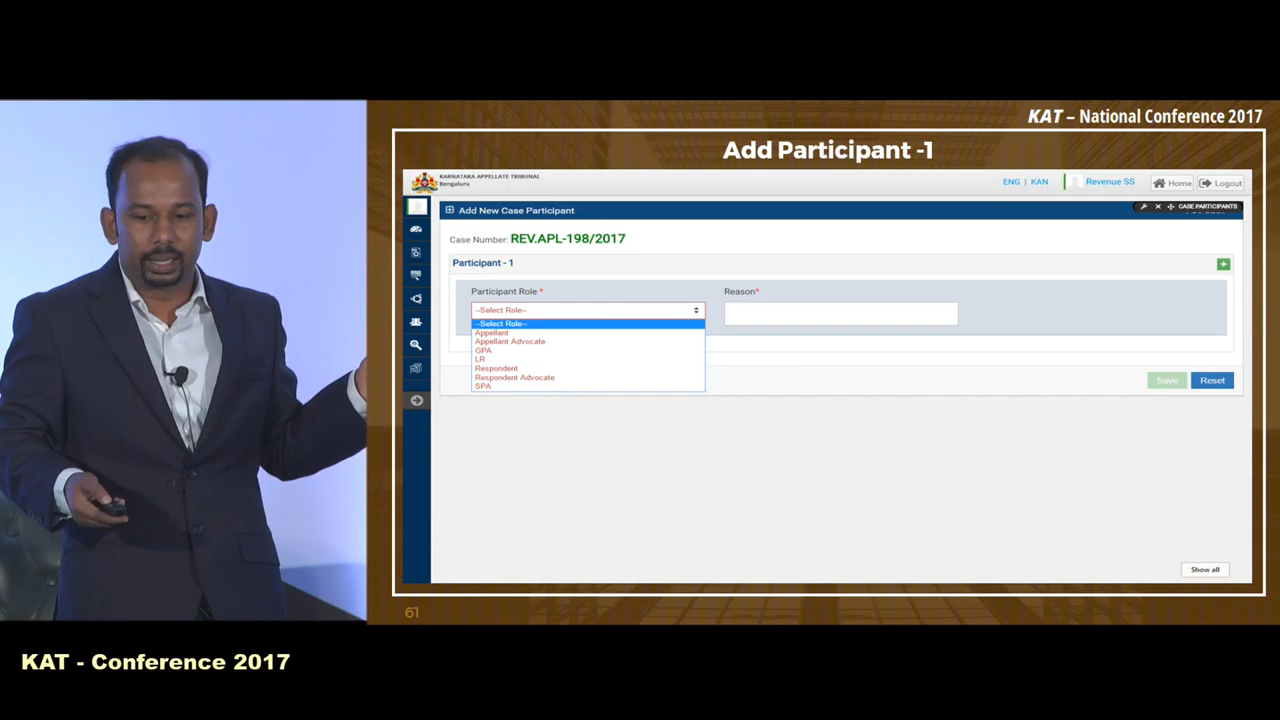 KAT – National Conference 2017
Add Participant -1
KARNATAKA APPELLATE TRIBUNAL
Bengaluru
ENG | KAN
Revenue SS
Home
Logout
Add New Case Participant
CASE PARTICIPANTS
Case Number: REV.APL-198/2017
Participant - 1
Participant Role *
Reason*
--Select Role--
--Select Role--
Appellant
Appellant Advocate
GPA
LR
Respondent
Respondent Advocate
SPA
Save
Reset
Show all
61
KAT - Conference 2017